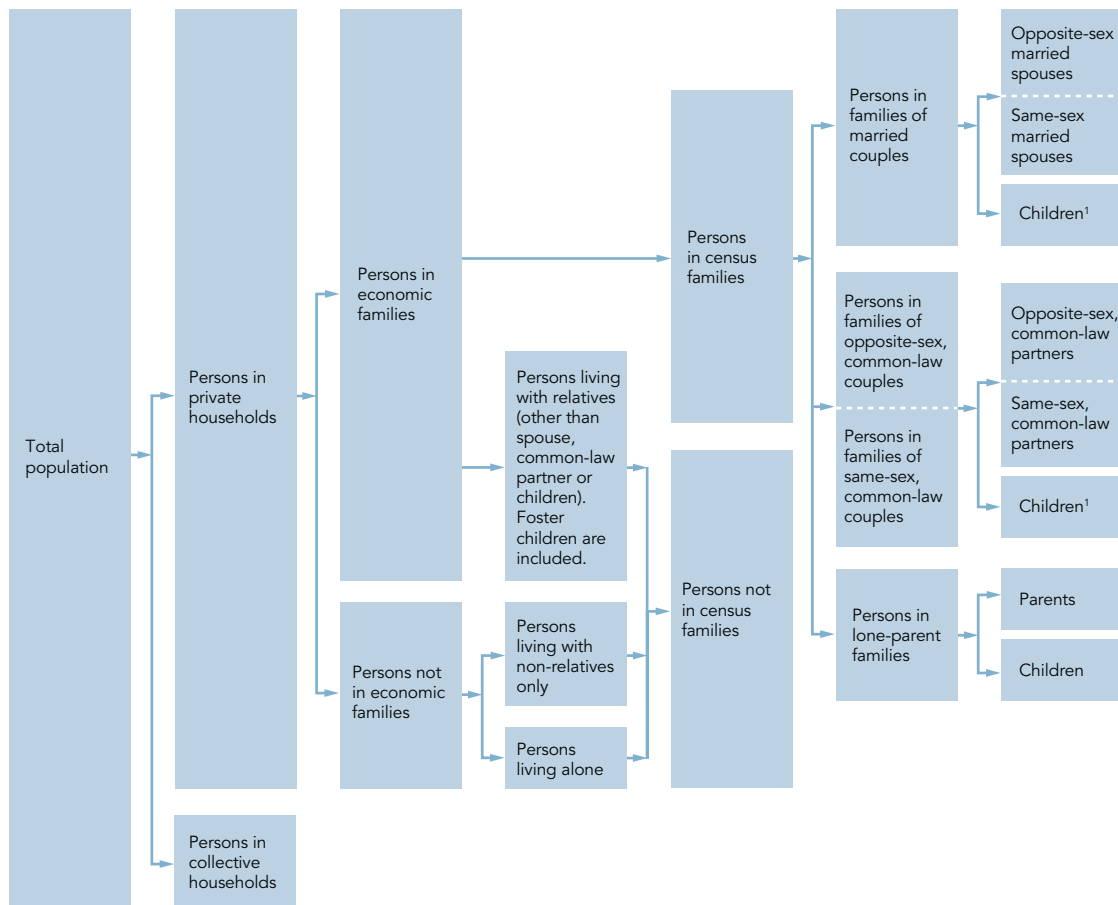 Total
population
Persons in
private
households
Persons in
collective
households
Persons in
economic
families
Persons not
in economic
families
Persons living
with relatives
(other than
spouse,
common-law
partner or
children).
Foster
children are
included.
Persons
living with
non-relatives
only
Persons
living alone
Persons
in census
families
Persons not
in census
families
Persons in
families of
married
couples
Persons in
families of
opposite-sex,
common-law
couples
Persons in
families of
same-sex,
common-law
couples
Persons in
lone-parent
families
Opposite-sex
married
spouses
Same-sex
married
spouses
Children¹
Opposite-sex,
common-law
partners
Same-sex,
common-law
partners
Children¹
Parents
Children